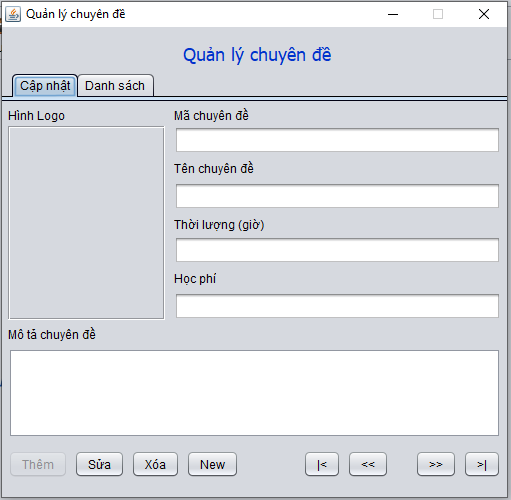 Quản lý chuyên đề
Quản lý chuyên đề
Cập nhật Danh sách
Hình Logo
Mã chuyên đề
Tên chuyên đề
Thời lượng (giờ)
Học phí
Mô tả chuyên đề
Thêm Sửa Xóa New |< << >> >|